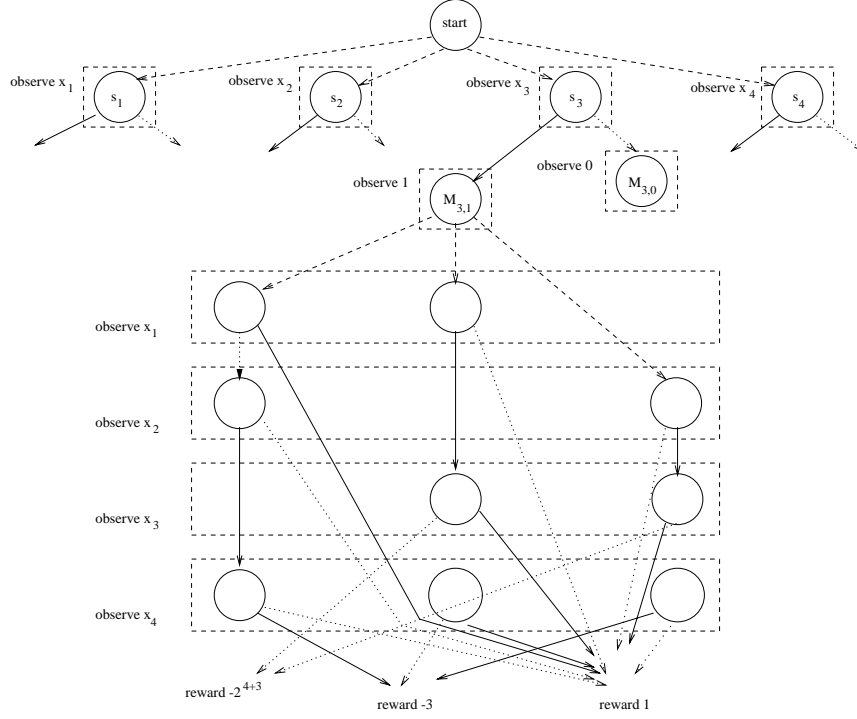 start
observe x1
s1
observe x2
s2
observe x3
s3
observe x4
s4
observe 1
M3,1
observe 0
M3,0
observe x1
observe x2
observe x3
observe x4
reward -2^4+3
reward -3
reward 1